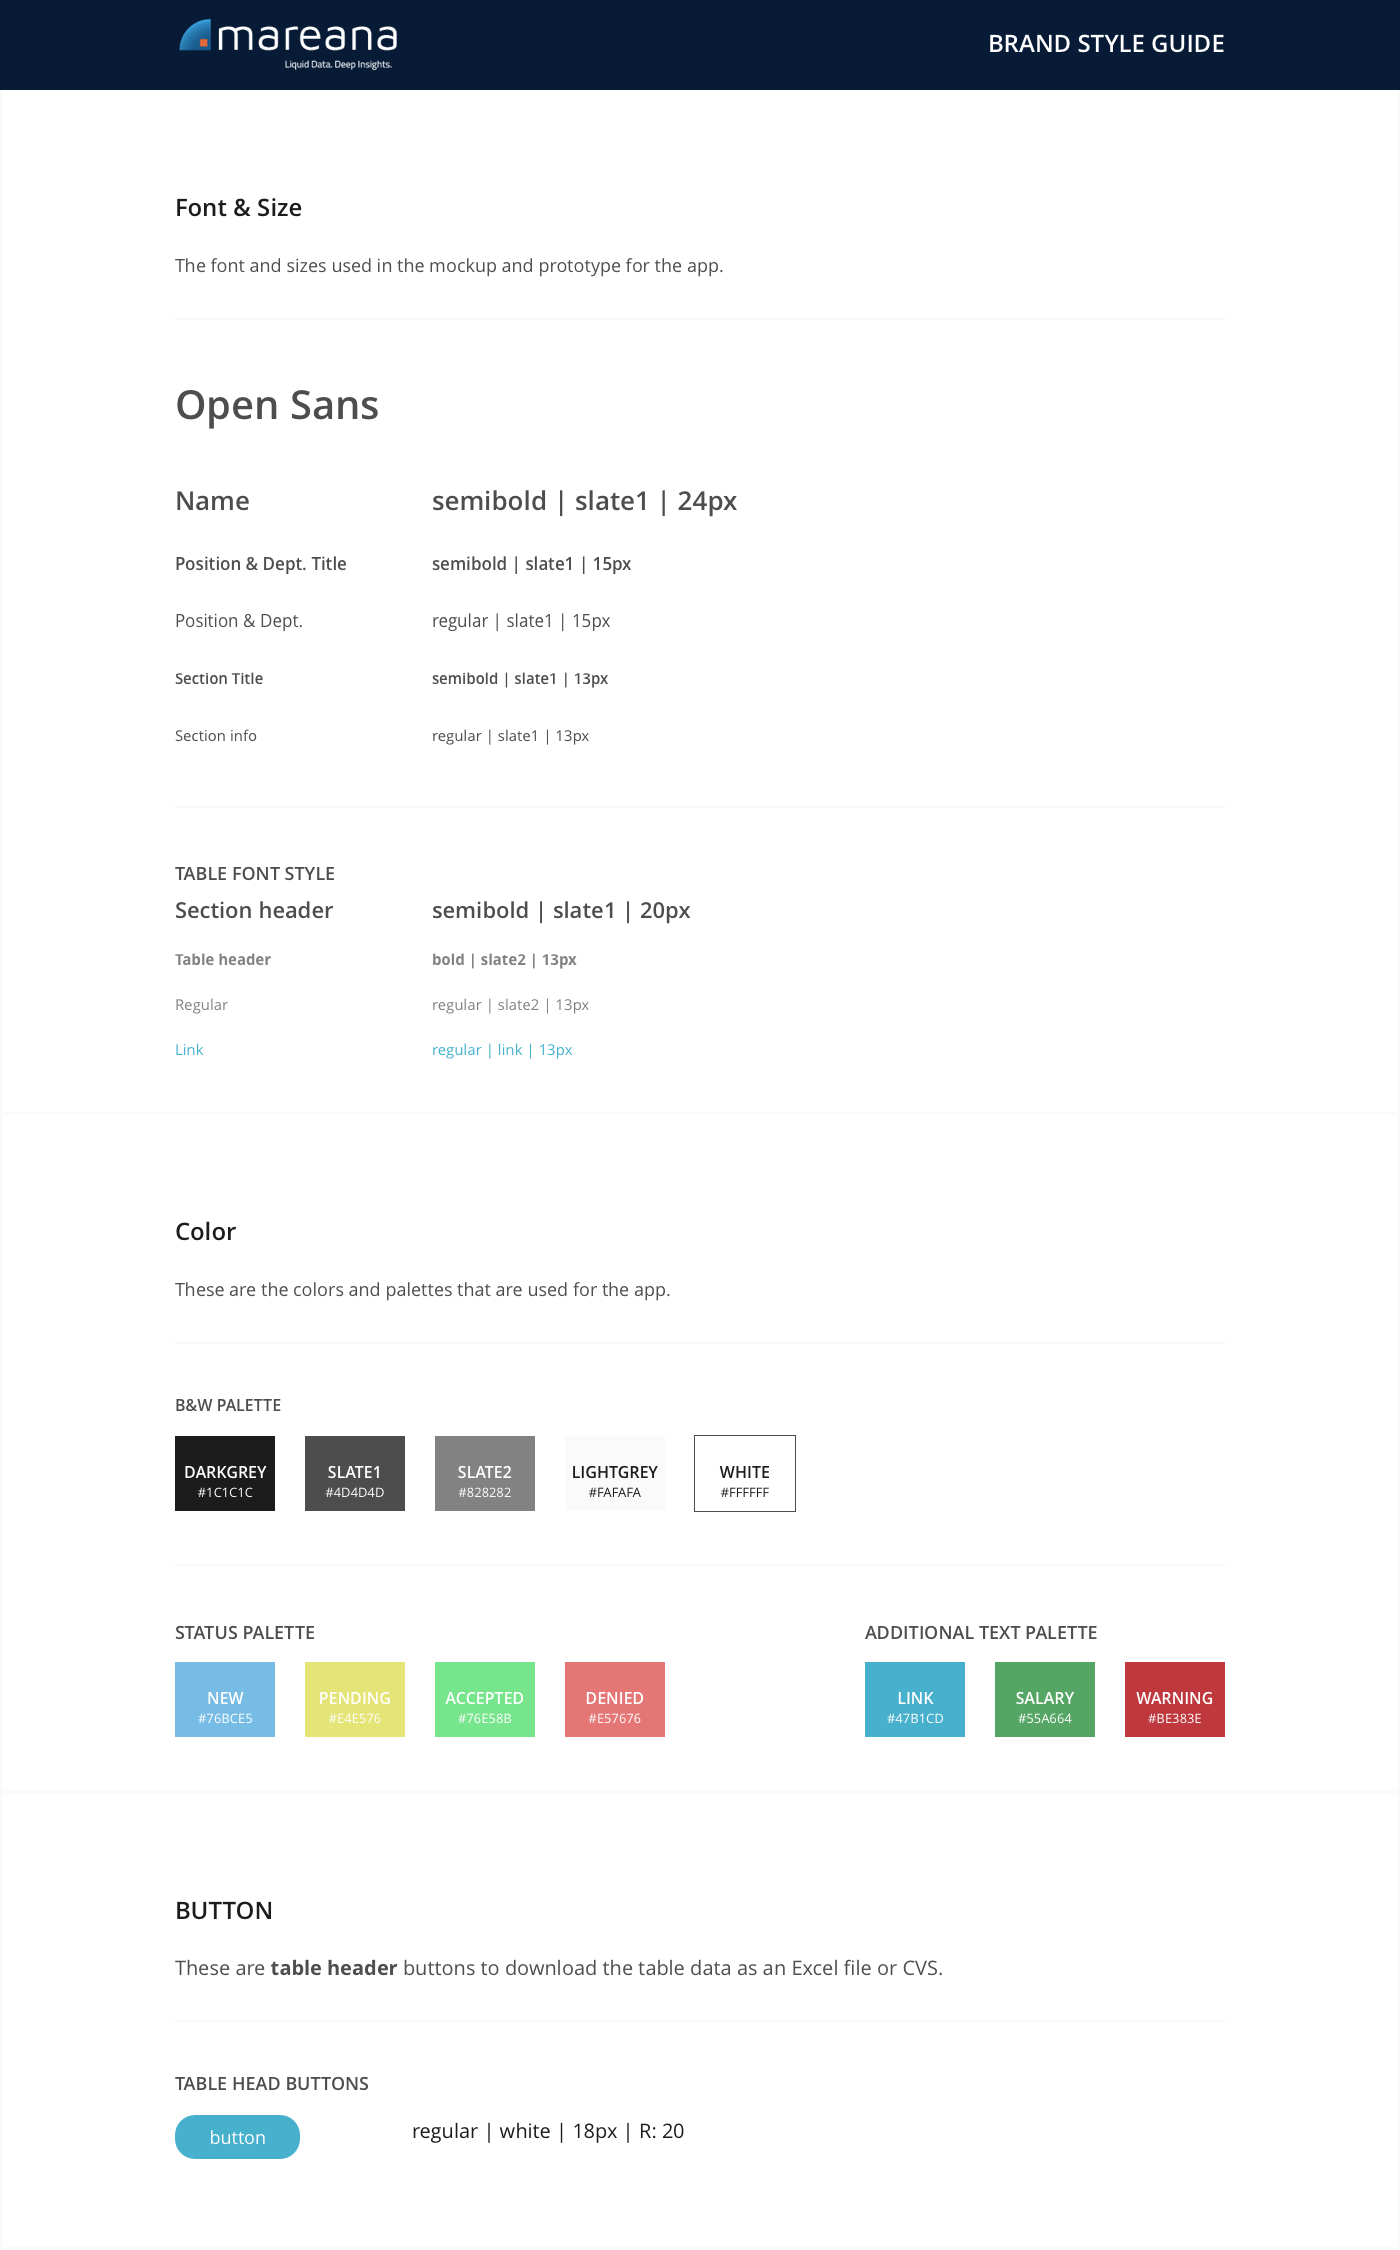 mareana
Liquid Data. Deep Insights.
BRAND STYLE GUIDE
Font & Size
The font and sizes used in the mockup and prototype for the app.
Open Sans
Name semibold | slate1 | 24px
Position & Dept. Title semibold | slate1 | 15px
Position & Dept. regular | slate1 | 15px
Section Title semibold | slate1 | 13px
Section info regular | slate1 | 13px
TABLE FONT STYLE
Section header semibold | slate1 | 20px
Table header bold | slate2 | 13px
Regular regular | slate2 | 13px
Link regular | link | 13px
Color
These are the colors and palettes that are used for the app.
B&W PALETTE
DARKGREY SLATE1 SLATE2 LIGHTGREY WHITE
#1C1C1C #4D4D4D #828282 #FAFAFA #FFFFFF
STATUS PALETTE ADDITIONAL TEXT PALETTE
NEW PENDING ACCEPTED DENIED LINK SALARY WARNING
#76BCE5 #E4E576 #76E58B #E57676 #47B1CD #55A664 #BE383E
BUTTON
These are table header buttons to download the table data as an Excel file or CVS.
TABLE HEAD BUTTONS
button regular | white | 18px | R: 20